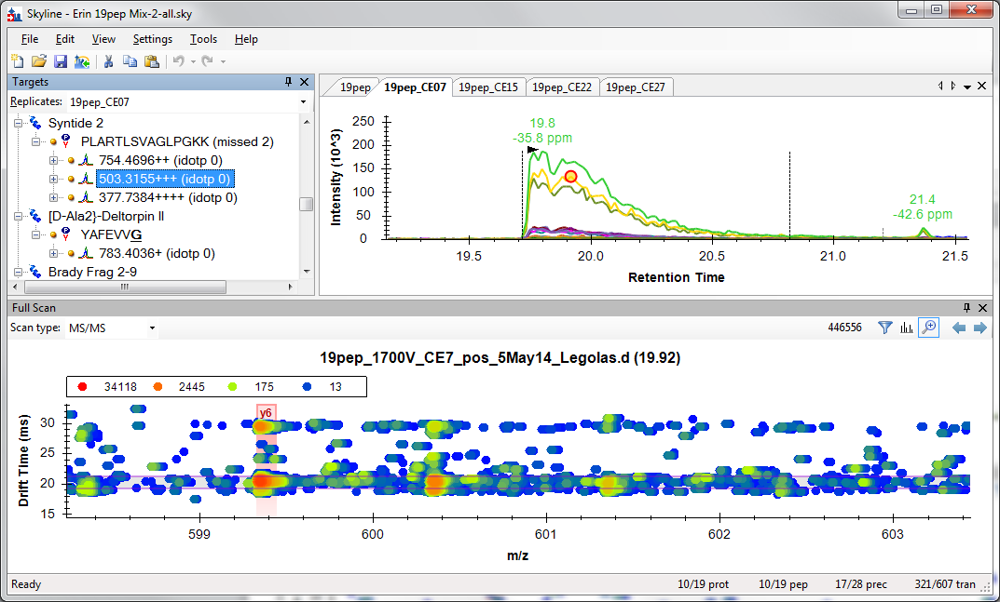 Skyline - Erin 19pep Mix-2-all.sky
File Edit View Settings Tools Help
Targets
Replicates: 19pep_CE07
Syntide 2
PLARTLSVAGLPGKK (missed 2)
754.4696++ (idotp 0)
503.3155+++ (idotp 0)
377.7384++++ (idotp 0)
[D-Ala2}-Deltorpin II
YAFEVVG
783.4036+ (idotp 0)
Brady Frag 2-9
19pep 19pep_CE07 19pep_CE15 19pep_CE22 19pep_CE27
Intensity (10^3)
250
200
150
100
50
0
19.8
-35.8 ppm
21.4
-42.6 ppm
19.5 20.0 20.5 21.0 21.5
Retention Time
Full Scan
Scan type: MS/MS
446556
19pep_1700V_CE7_pos_5May14_Legolas.d (19.92)
34118 2445 175 13
y6
Drift Time (ms)
30
25
20
15
599 600 601 602 603
m/z
Ready
10/19 prot 10/19 pep 17/28 prec 321/607 tran